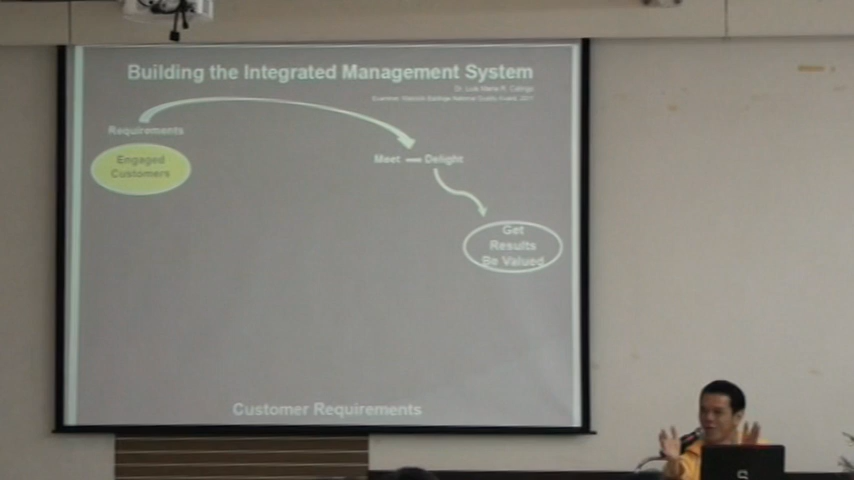 Building the Integrated Management System
Requirements
Engaged
Customers
Meet — Delight
Get
Results
Be Valued
Customer Requirements
S